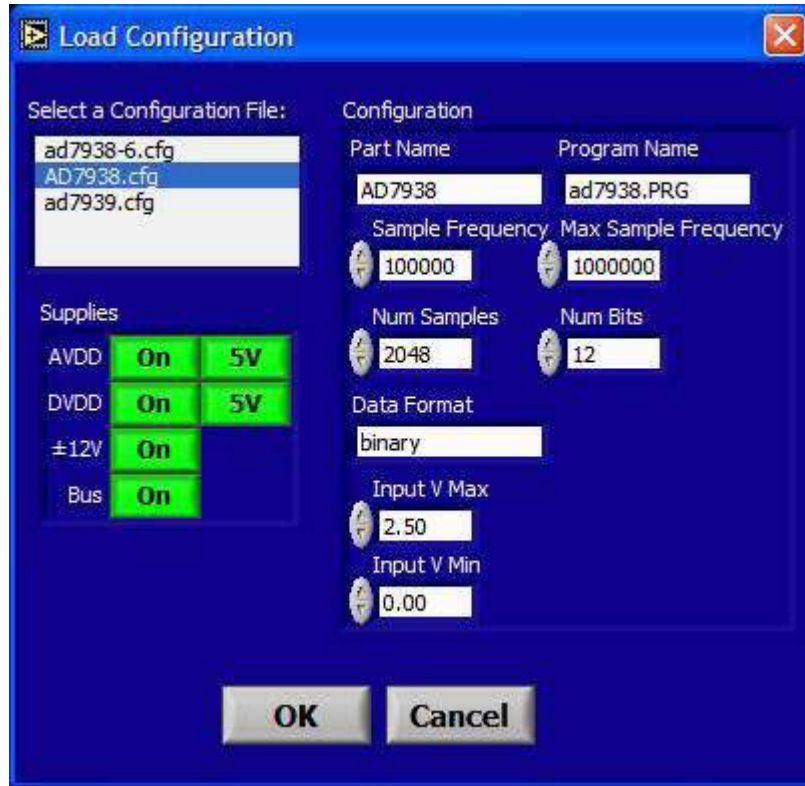 Load Configuration
Select a Configuration File:
ad7938-6.cfg
AD7938.cfg
ad7939.cfg
Supplies
AVDD On 5V
DVDD On 5V
±12V On
Bus On
Configuration
Part Name Program Name
AD7938 ad7938.PRG
Sample Frequency Max Sample Frequency
100000 1000000
Num Samples Num Bits
2048 12
Data Format
binary
Input V Max
2.50
Input V Min
0.00
OK Cancel